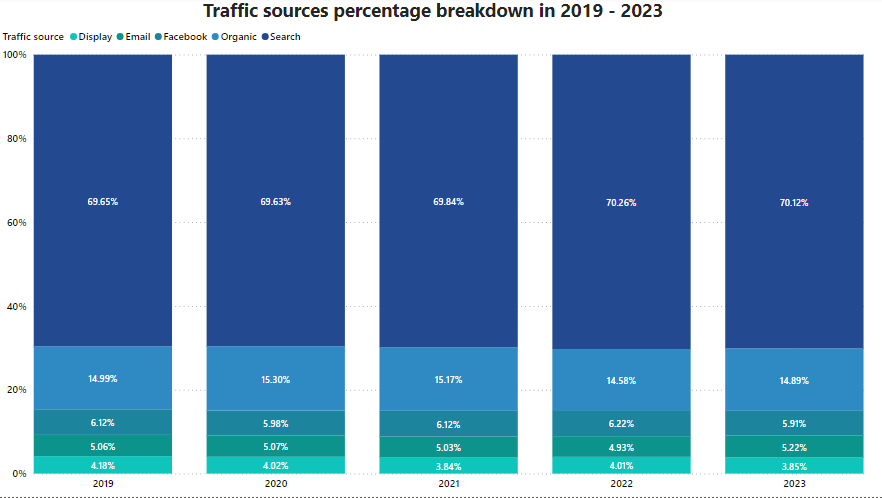 Traffic sources percentage breakdown in 2019 - 2023
Traffic source Display Email Facebook Organic Search
100%
80%
60%
40%
20%
0%
69.65% 69.63% 69.84% 70.26% 70.12%
14.99% 15.30% 15.17% 14.58% 14.89%
6.12% 5.98% 6.12% 6.22% 5.91%
5.06% 5.07% 5.03% 4.93% 5.22%
4.18% 4.02% 3.84% 4.01% 3.85%
2019 2020 2021 2022 2023